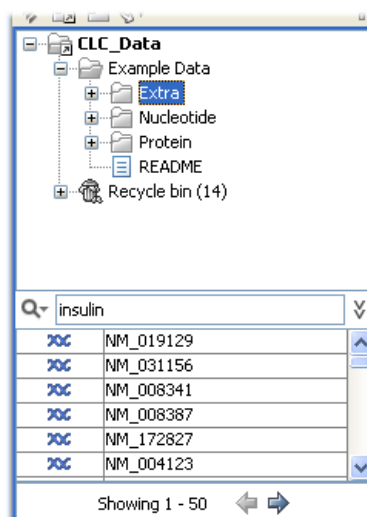 CLC_Data
Example Data
Extra
Nucleotide
Protein
README
Recycle bin (14)
insulin
NM_019129
NM_031156
NM_008341
NM_008387
NM_172827
NM_004123
Showing 1 - 50